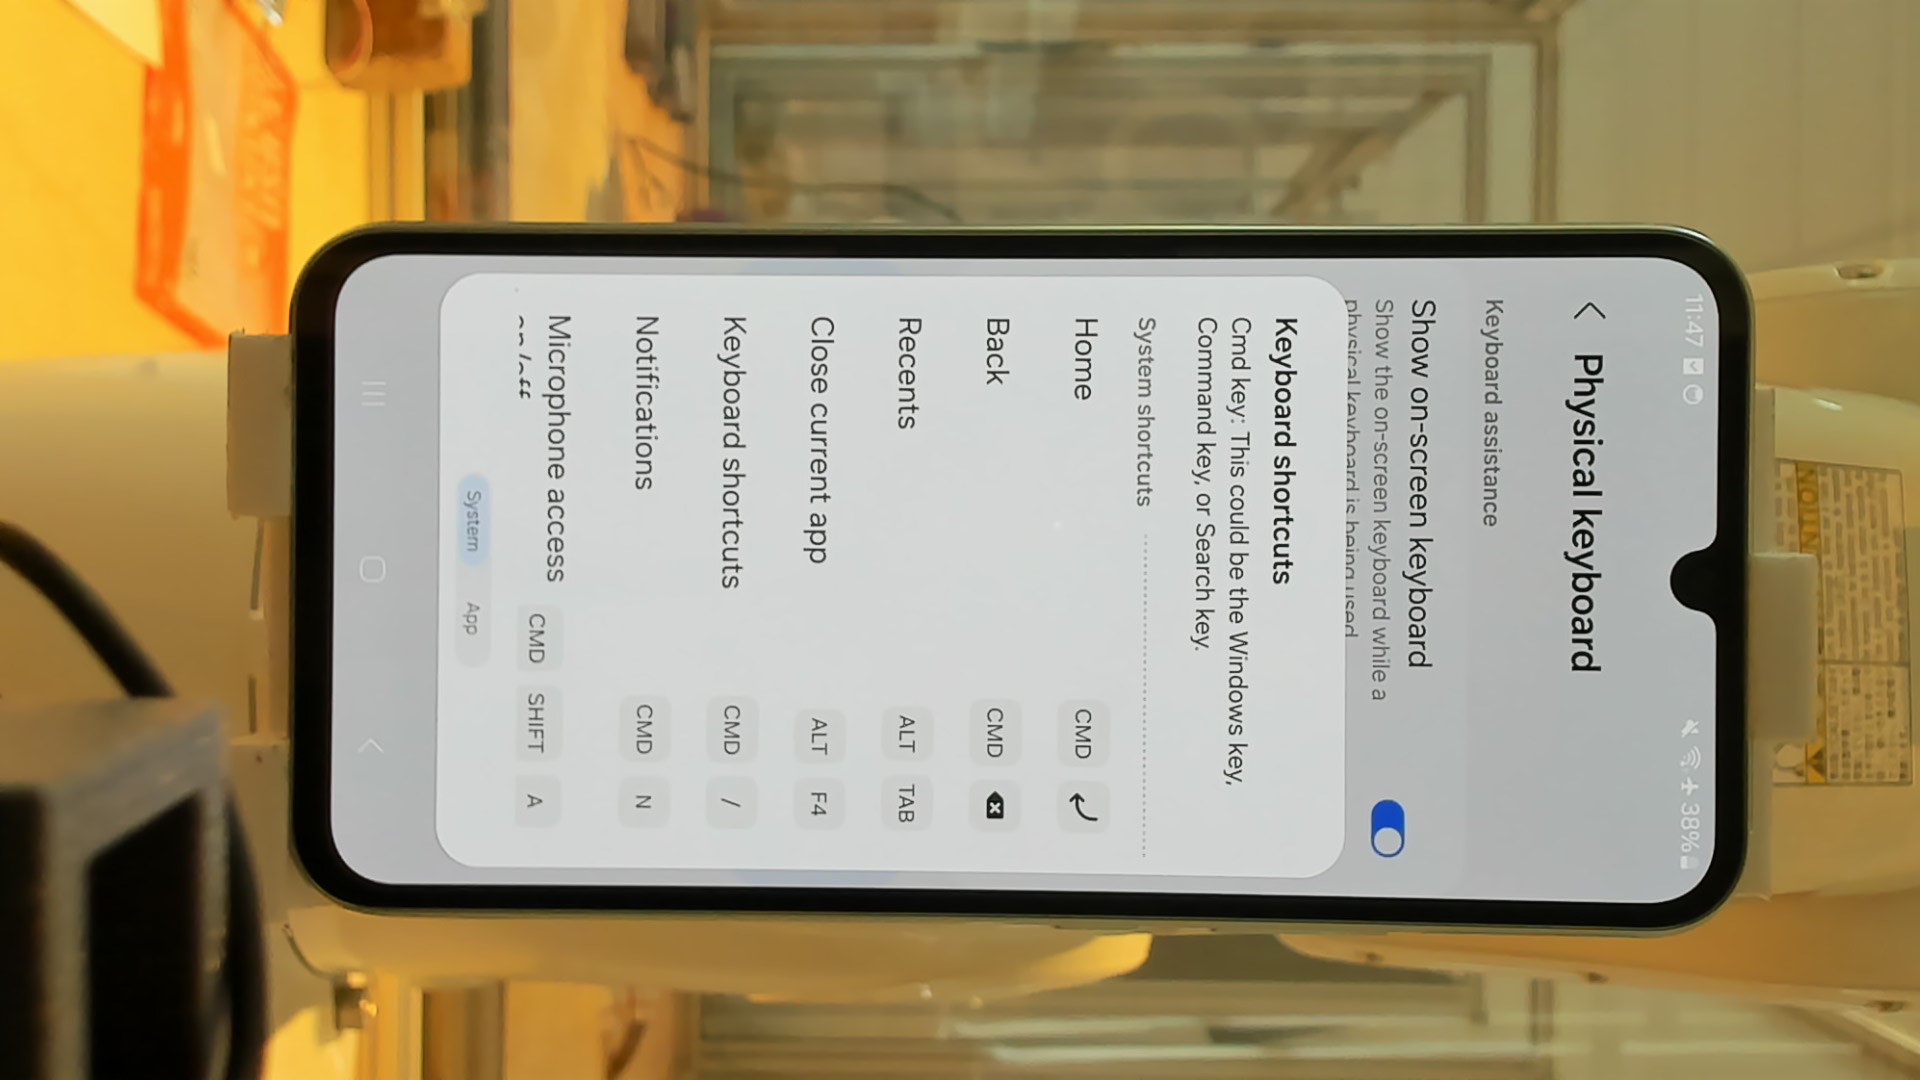 11:47
38%
Physical keyboard
Keyboard assistance
Show on-screen keyboard
Show the on-screen keyboard while a
physical keyboard is being used
Keyboard shortcuts
Cmd key: This could be the Windows key,
Command key, or Search key.
System shortcuts
Home CMD
Back CMD
Recents ALT TAB
Close current app ALT F4
Keyboard shortcuts CMD /
Notifications CMD N
Microphone access CMD SHIFT A
on/off
System App